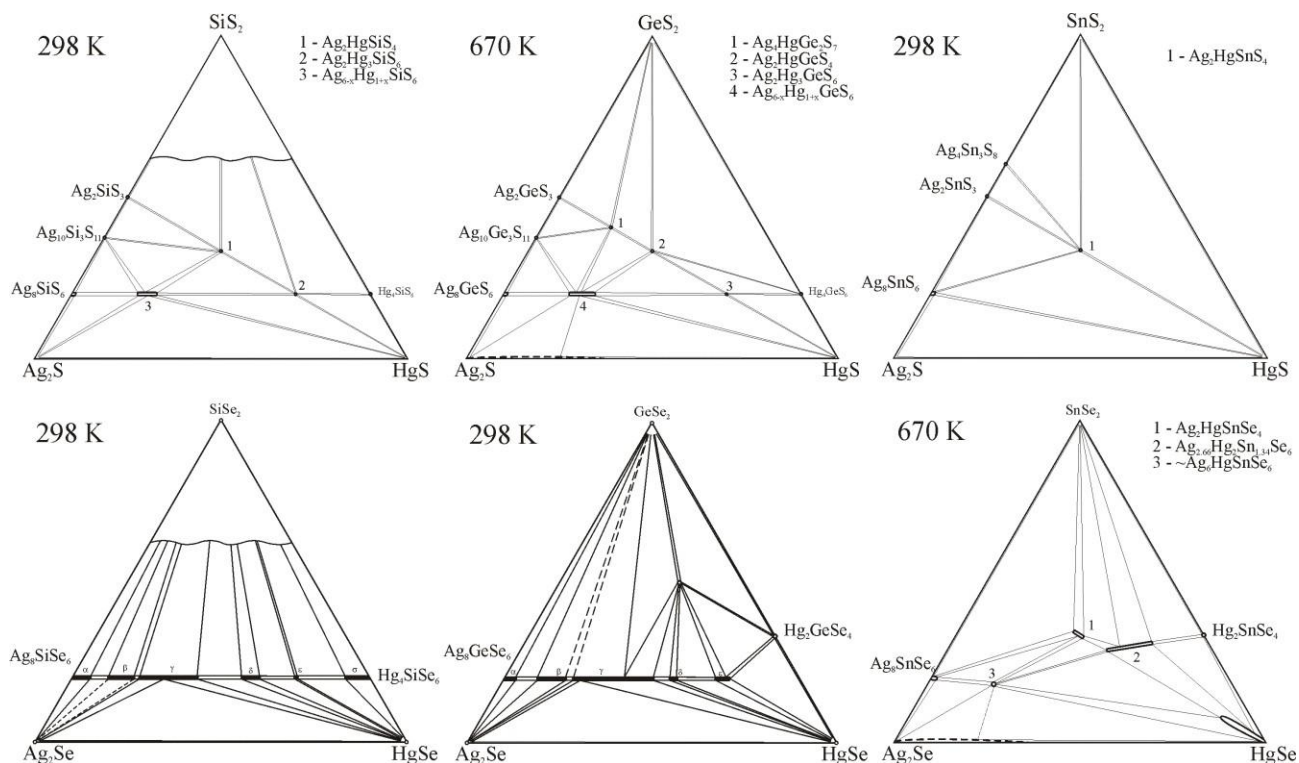 SiS₂
298 K
1 - Ag₂HgSiS₄
2 - Ag₂Hg₃SiS₆
3 - Ag₆₋ₓHg₁₊ₓSiS₆
Ag₂SiS₃
Ag₁₀Si₃S₁₁
1
Ag₈SiS₆
2
Hg₄SiS₆
3
Ag₂S
HgS
GeS₂
670 K
1 - Ag₄HgGe₂S₇
2 - Ag₂HgGeS₄
3 - Ag₂Hg₃GeS₆
4 - Ag₆₋ₓHg₁₊ₓGeS₆
Ag₂GeS₃
1
Ag₁₀Ge₃S₁₁
2
Ag₈GeS₆
3
Hg₄GeS₆
4
Ag₂S
HgS
SnS₂
298 K
1 - Ag₂HgSnS₄
Ag₄Sn₃S₈
Ag₂SnS₃
1
Ag₈SnS₆
Ag₂S
HgS
SiSe₂
298 K
Ag₈SiSe₆
α
β
γ
δ
ε
σ
Hg₄SiSe₆
Ag₂Se
HgSe
GeSe₂
298 K
Hg₂GeSe₄
Ag₈GeSe₆
α
β
γ
δ
ε
Ag₂Se
HgSe
SnSe₂
670 K
1 - Ag₂HgSnSe₄
2 - Ag₂.₆₆Hg₂Sn₁.₃₄Se₆
3 - ~Ag₆HgSnSe₆
1
Hg₂SnSe₄
2
Ag₈SnSe₆
3
Ag₂Se
HgSe